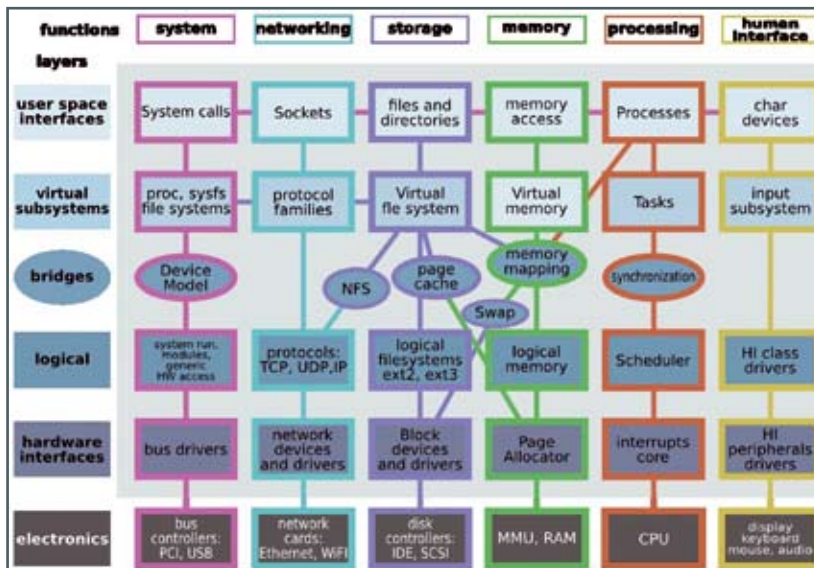 functions system networking storage memory processing human interface
layers
user space interfaces
System calls
Sockets
files and directories
memory access
Processes
char devices
virtual subsystems
proc, sysfs file systems
protocol families
Virtual fle system
Virtual memory
Tasks
input subsystem
bridges
Device Model
NFS
page cache
memory mapping
Swap
synchronization
logical
system run, modules, generic HW access
protocols: TCP, UDP,IP
logical filesystems ext2, ext3
logical memory
Scheduler
HI class drivers
hardware interfaces
bus drivers
network devices and drivers
Block devices and drivers
Page Allocator
interrupts core
HI peripherals drivers
electronics
bus controllers: PCI, USB
network cards: Ethernet, WiFI
disk controllers: IDE, SCSI
MMU, RAM
CPU
display keyboard mouse, audio